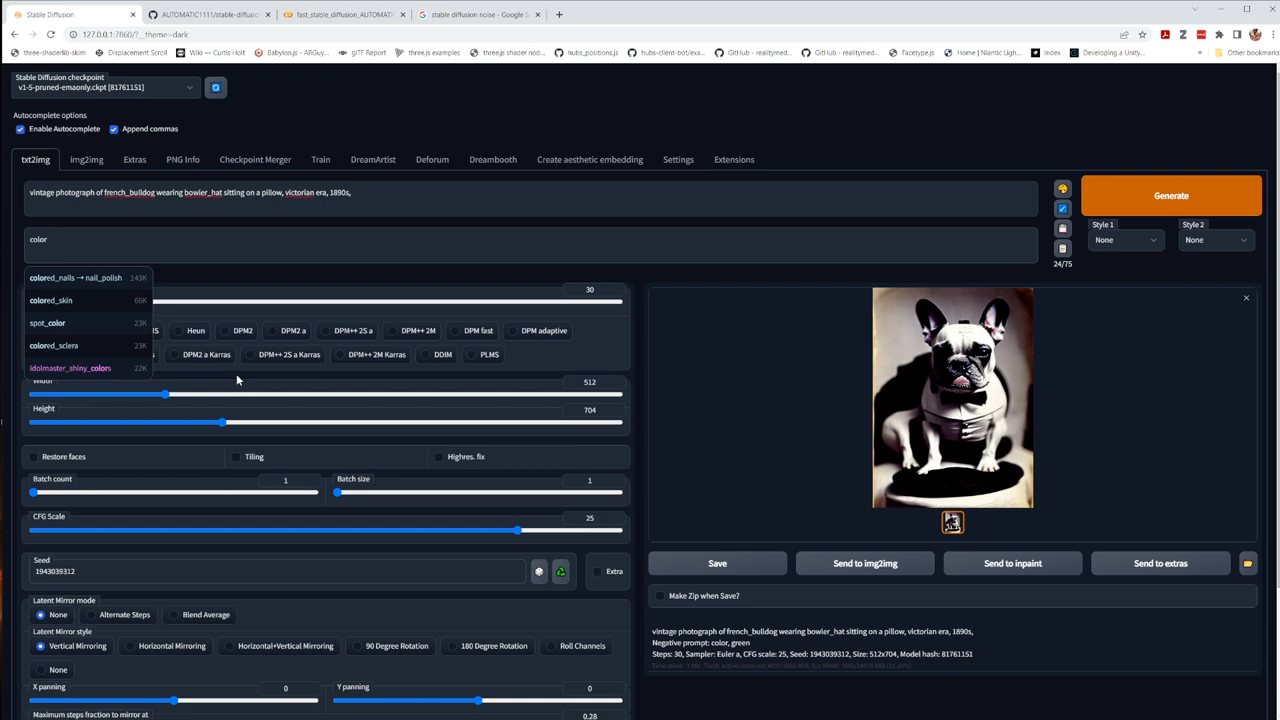 Stable Diffusion
AUTOMATIC1111/stable-diffusion-
fast_stable_diffusion_AUTOMATIC
stable diffusion noise - Google S
127.0.0.1:7860/?_theme=dark
three-shaderlib-skim
Displacement Scroll
Wiki — Curtis Holt
Babylon.js — ARGuy...
glTF Report
three.js examples
three.js shader nod...
hubs_positions.js
hubs-client-bot/exa...
GitHub - realitymed...
GitHub - realitymed...
Facetype.js
Home | Niantic Ligh...
Index
Developing a Unity...
Other bookmarks
Stable Diffusion checkpoint
v1-5-pruned-emaonly.ckpt [81761151]
Autocomplete options
Enable Autocomplete
Append commas
txt2img
img2img
Extras
PNG Info
Checkpoint Merger
Train
DreamArtist
Deforum
Dreambooth
Create aesthetic embedding
Settings
Extensions
vintage photograph of french_bulldog wearing bowler_hat sitting on a pillow, victorian era, 1890s,
Generate
Style 1
Style 2
None
None
color
24/75
colored_nails → nail_polish 143K
colored_skin 66K
spot_color 23K
colored_sclera 23K
idolmaster_shiny_colors 22K
30
Heun
DPM2
DPM2 a
DPM++ 2S a
DPM++ 2M
DPM fast
DPM adaptive
DPM2 a Karras
DPM++ 2S a Karras
DPM++ 2M Karras
DDIM
PLMS
Width
512
Height
704
Restore faces
Tiling
Highres. fix
Batch count
1
Batch size
1
CFG Scale
25
Seed
1943039312
Extra
Latent Mirror mode
None
Alternate Steps
Blend Average
Latent Mirror style
Vertical Mirroring
Horizontal Mirroring
Horizontal+Vertical Mirroring
90 Degree Rotation
180 Degree Rotation
Roll Channels
None
X panning
0
Y panning
0
Maximum steps fraction to mirror at
0.28
Save
Send to img2img
Send to inpaint
Send to extras
Make Zip when Save?
vintage photograph of french_bulldog wearing bowler_hat sitting on a pillow, victorian era, 1890s,
Negative prompt: color, green
Steps: 30, Sampler: Euler a, CFG scale: 25, Seed: 1943039312, Size: 512x704, Model hash: 81761151